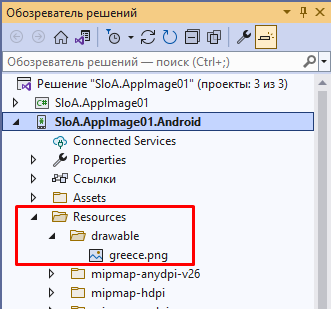 Обозреватель решений
Обозреватель решений — поиск (Ctrl+;)
Решение "SloA.AppImage01" (проекты: 3 из 3)
C# SloA.AppImage01
SloA.AppImage01.Android
Connected Services
Properties
Ссылки
Assets
Resources
drawable
greece.png
mipmap-anydpi-v26
mipmap-hdpi